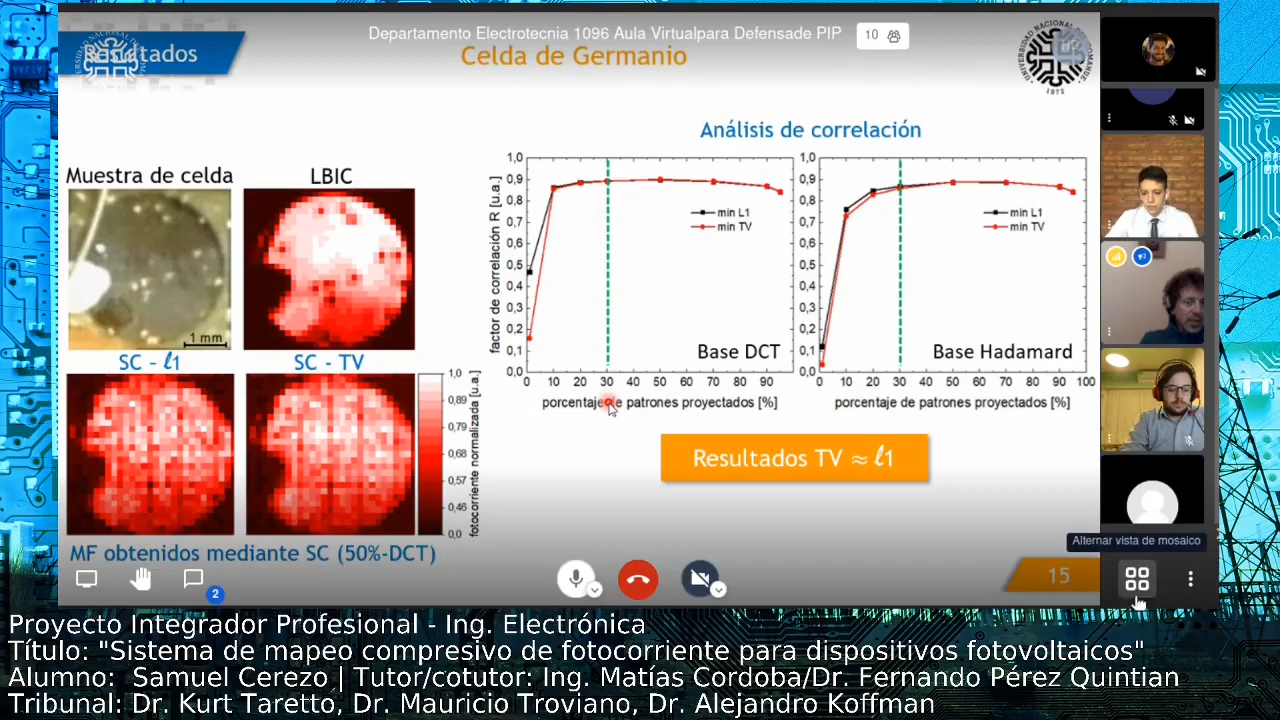 Departamento Electrotecnia 1096 Aula Virtualpara Defensade PIP
10
Resultados
Celda de Germanio
UNIVERSIDAD NACIONAL
1972
Análisis de correlación
Muestra de celda
LBIC
1 mm
SC - ℓ1
SC - TV
1,0
0,89
0,79
0,68
0,57
0,46
0,0
fotocorriente normalizada [u.a.]
MF obtenidos mediante SC (50%-DCT)
factor de correlación R [u.a.]
1,0
0,9
0,8
0,7
0,6
0,5
0,4
0,3
0,2
0,1
0,0
min L1
min TV
Base DCT
0 10 20 30 40 50 60 70 80 90
porcentaje de patrones proyectados [%]
1,0
0,9
0,8
0,7
0,6
0,5
0,4
0,3
0,2
0,1
0,0
min L1
min TV
Base Hadamard
0 10 20 30 40 50 60 70 80 90 100
porcentaje de patrones proyectados [%]
Resultados TV ≈ ℓ1
15
2
Alternar vista de mosaico
Proyecto Integrador Profesional - Ing. Electrónica
Título: "Sistema de mapeo compresivo de fotocorriente para dispositivos fotovoltaicos"
Alumno:  Samuel Cerezo | Tutor/cotutor: Ing. Matías Cordoba/Dr. Fernando Pérez Quintian
Tribunal: Dr. Kurt Taretto, Dr. Mauricio Troviano, Dr. Alejandro Koffman